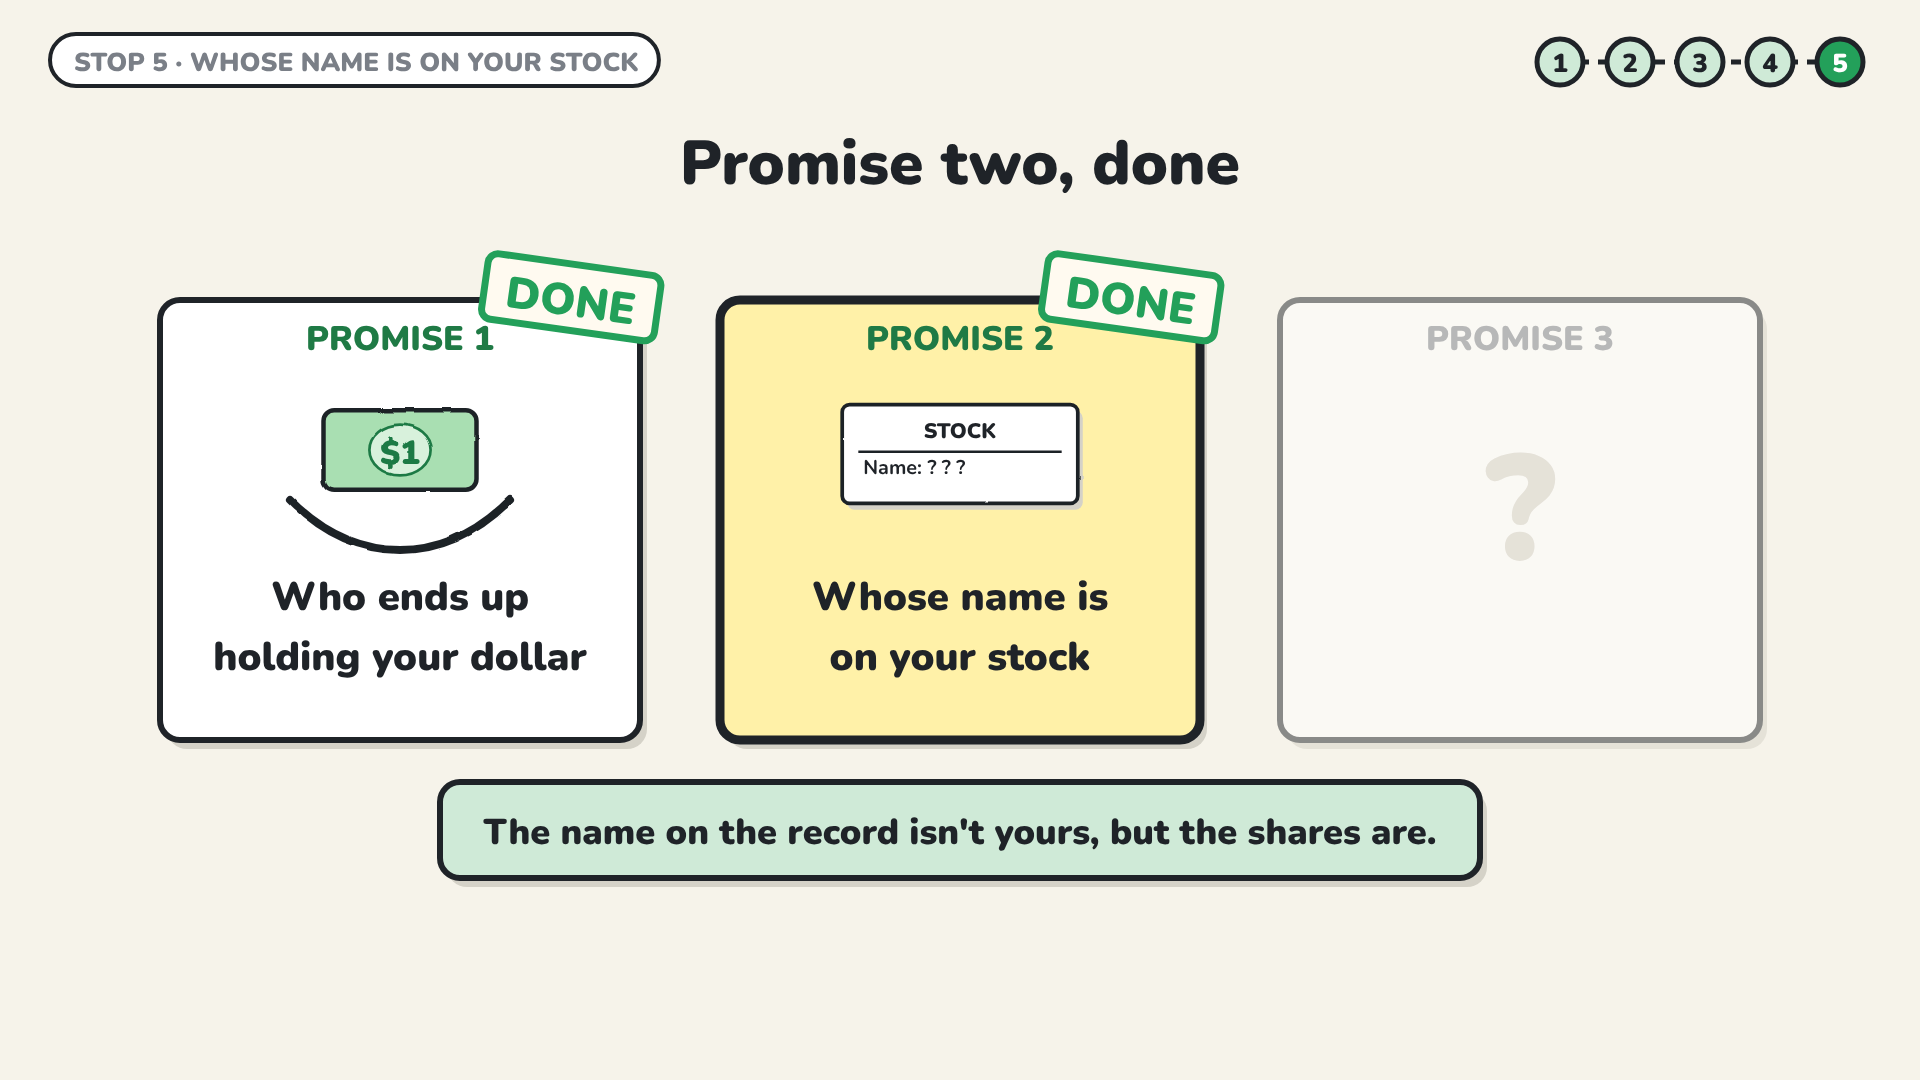 STOP 5 · WHOSE NAME IS ON YOUR STOCK
1 2 3 4 5
Promise two, done
DONE
DONE
PROMISE 1
PROMISE 2
PROMISE 3
$1
STOCK
Name: ? ? ?
?
Who ends up
holding your dollar
Whose name is
on your stock
The name on the record isn't yours, but the shares are.